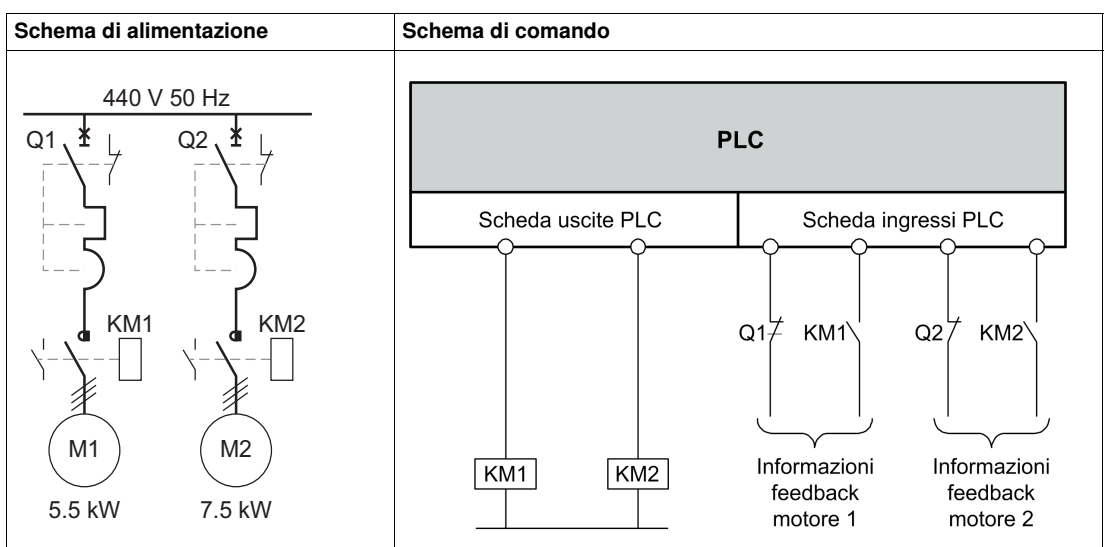 Schema di alimentazione
Schema di comando
440 V 50 Hz
Q1
Q2
KM1
KM2
M1
M2
5.5 kW
7.5 kW
PLC
Scheda uscite PLC
Scheda ingressi PLC
Q1
KM1
Q2
KM2
KM1
KM2
Informazioni
feedback
motore 1
Informazioni
feedback
motore 2